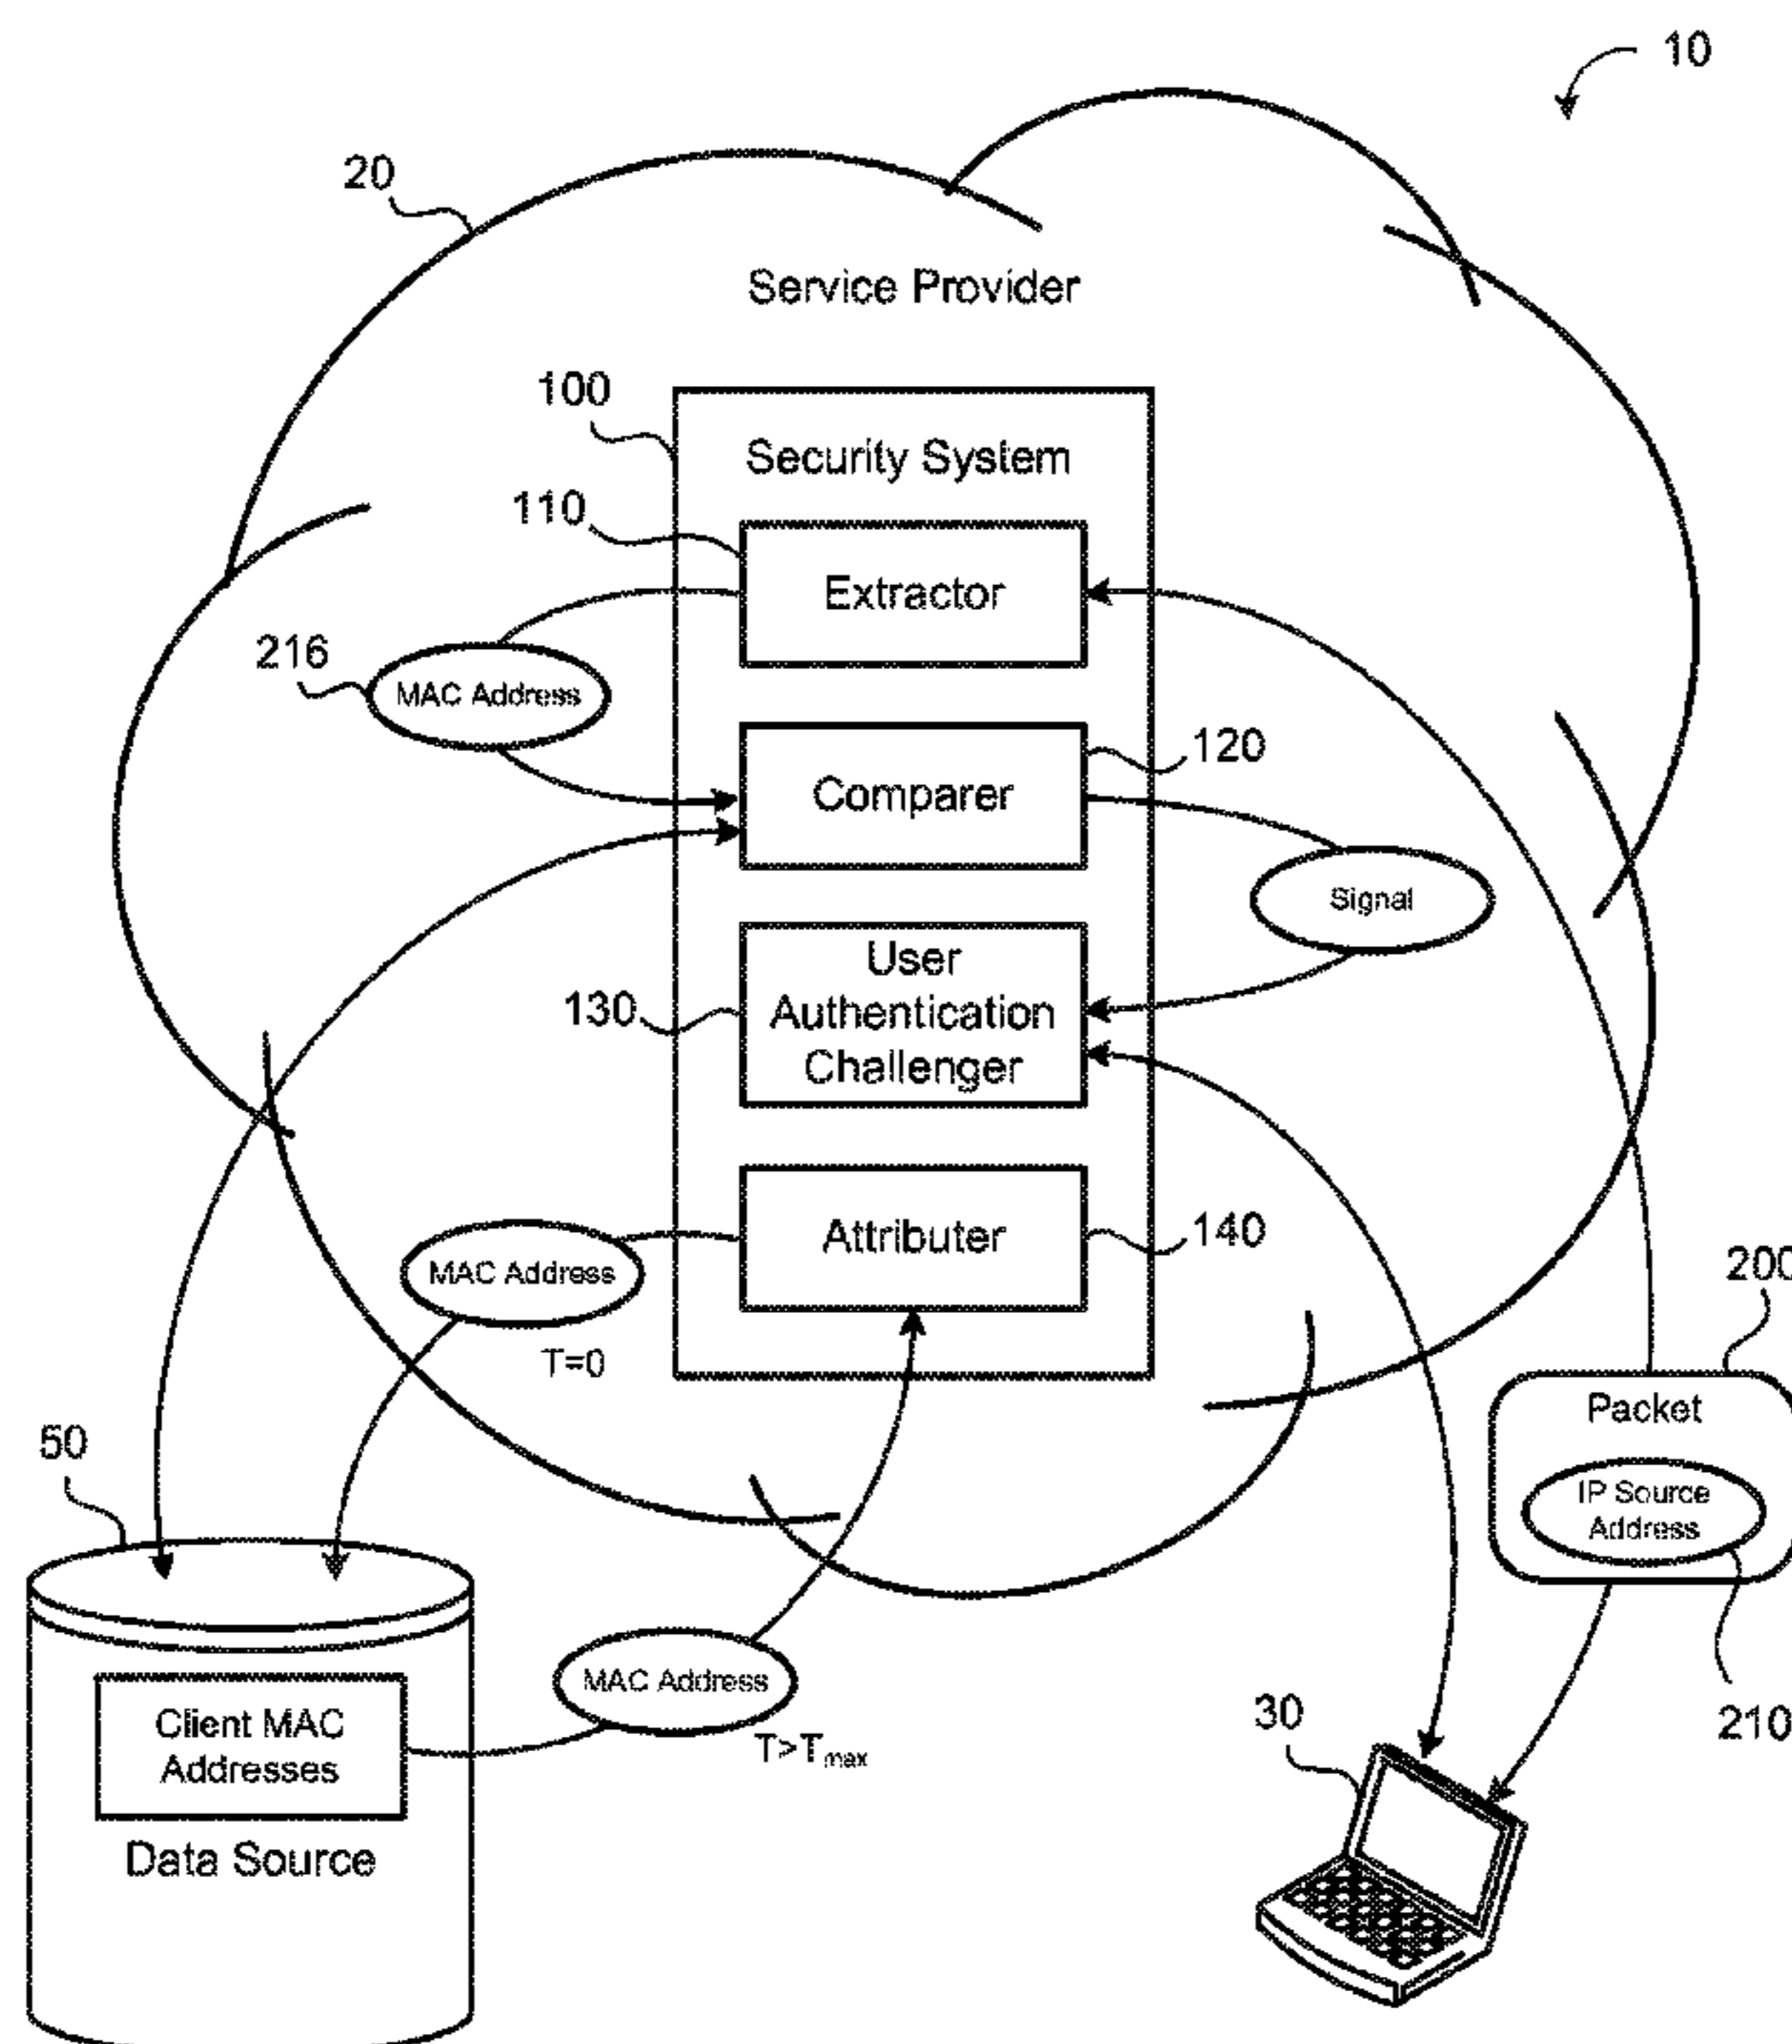 10
20
Service Provider
100
Security System
110
Extractor
216
MAC Address
120
Comparer
Signal
User
Authentication
Challenger
130
Attributer
140
MAC Address
T=0
200
Packet
IP Source
Address
210
50
MAC Address
T>Tmax
Client MAC
Addresses
Data Source
30